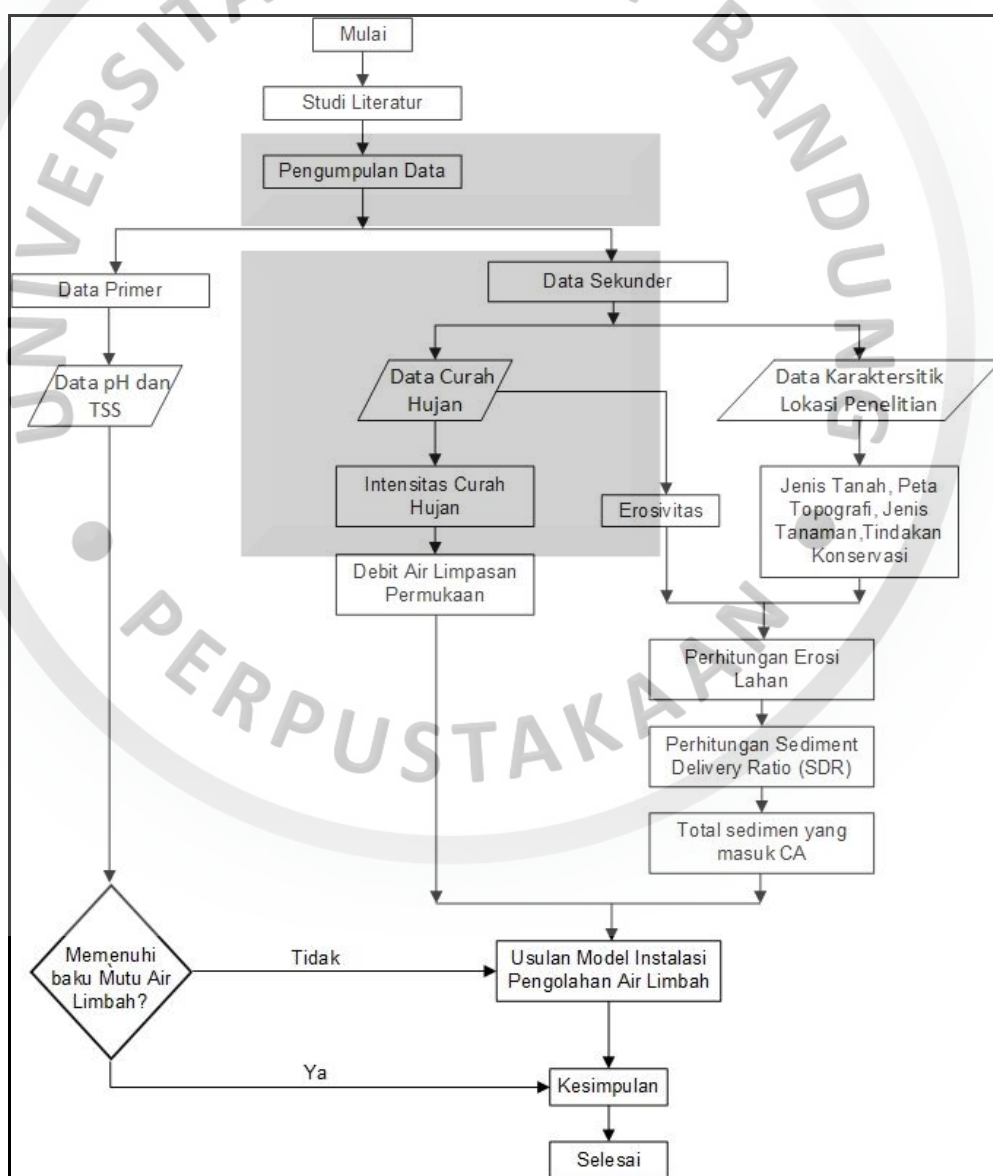 Mulai
Studi Literatur
Pengumpulan Data
Data Primer
Data Sekunder
Data pH dan
TSS
Data Curah
Hujan
Data Karaktersitik
Lokasi Penelitian
Intensitas Curah
Hujan
Erosivitas
Jenis Tanah, Peta
Topografi, Jenis
Tanaman,Tindakan
Konservasi
Debit Air Limpasan
Permukaan
Perhitungan Erosi
Lahan
Perhitungan Sediment
Delivery Ratio (SDR)
Total sedimen yang
masuk CA
Memenuhi
baku Mutu Air
Limbah?
Tidak
Usulan Model Instalasi
Pengolahan Air Limbah
Ya
Kesimpulan
Selesai
BANDUNG
PERPUSTAKAAN